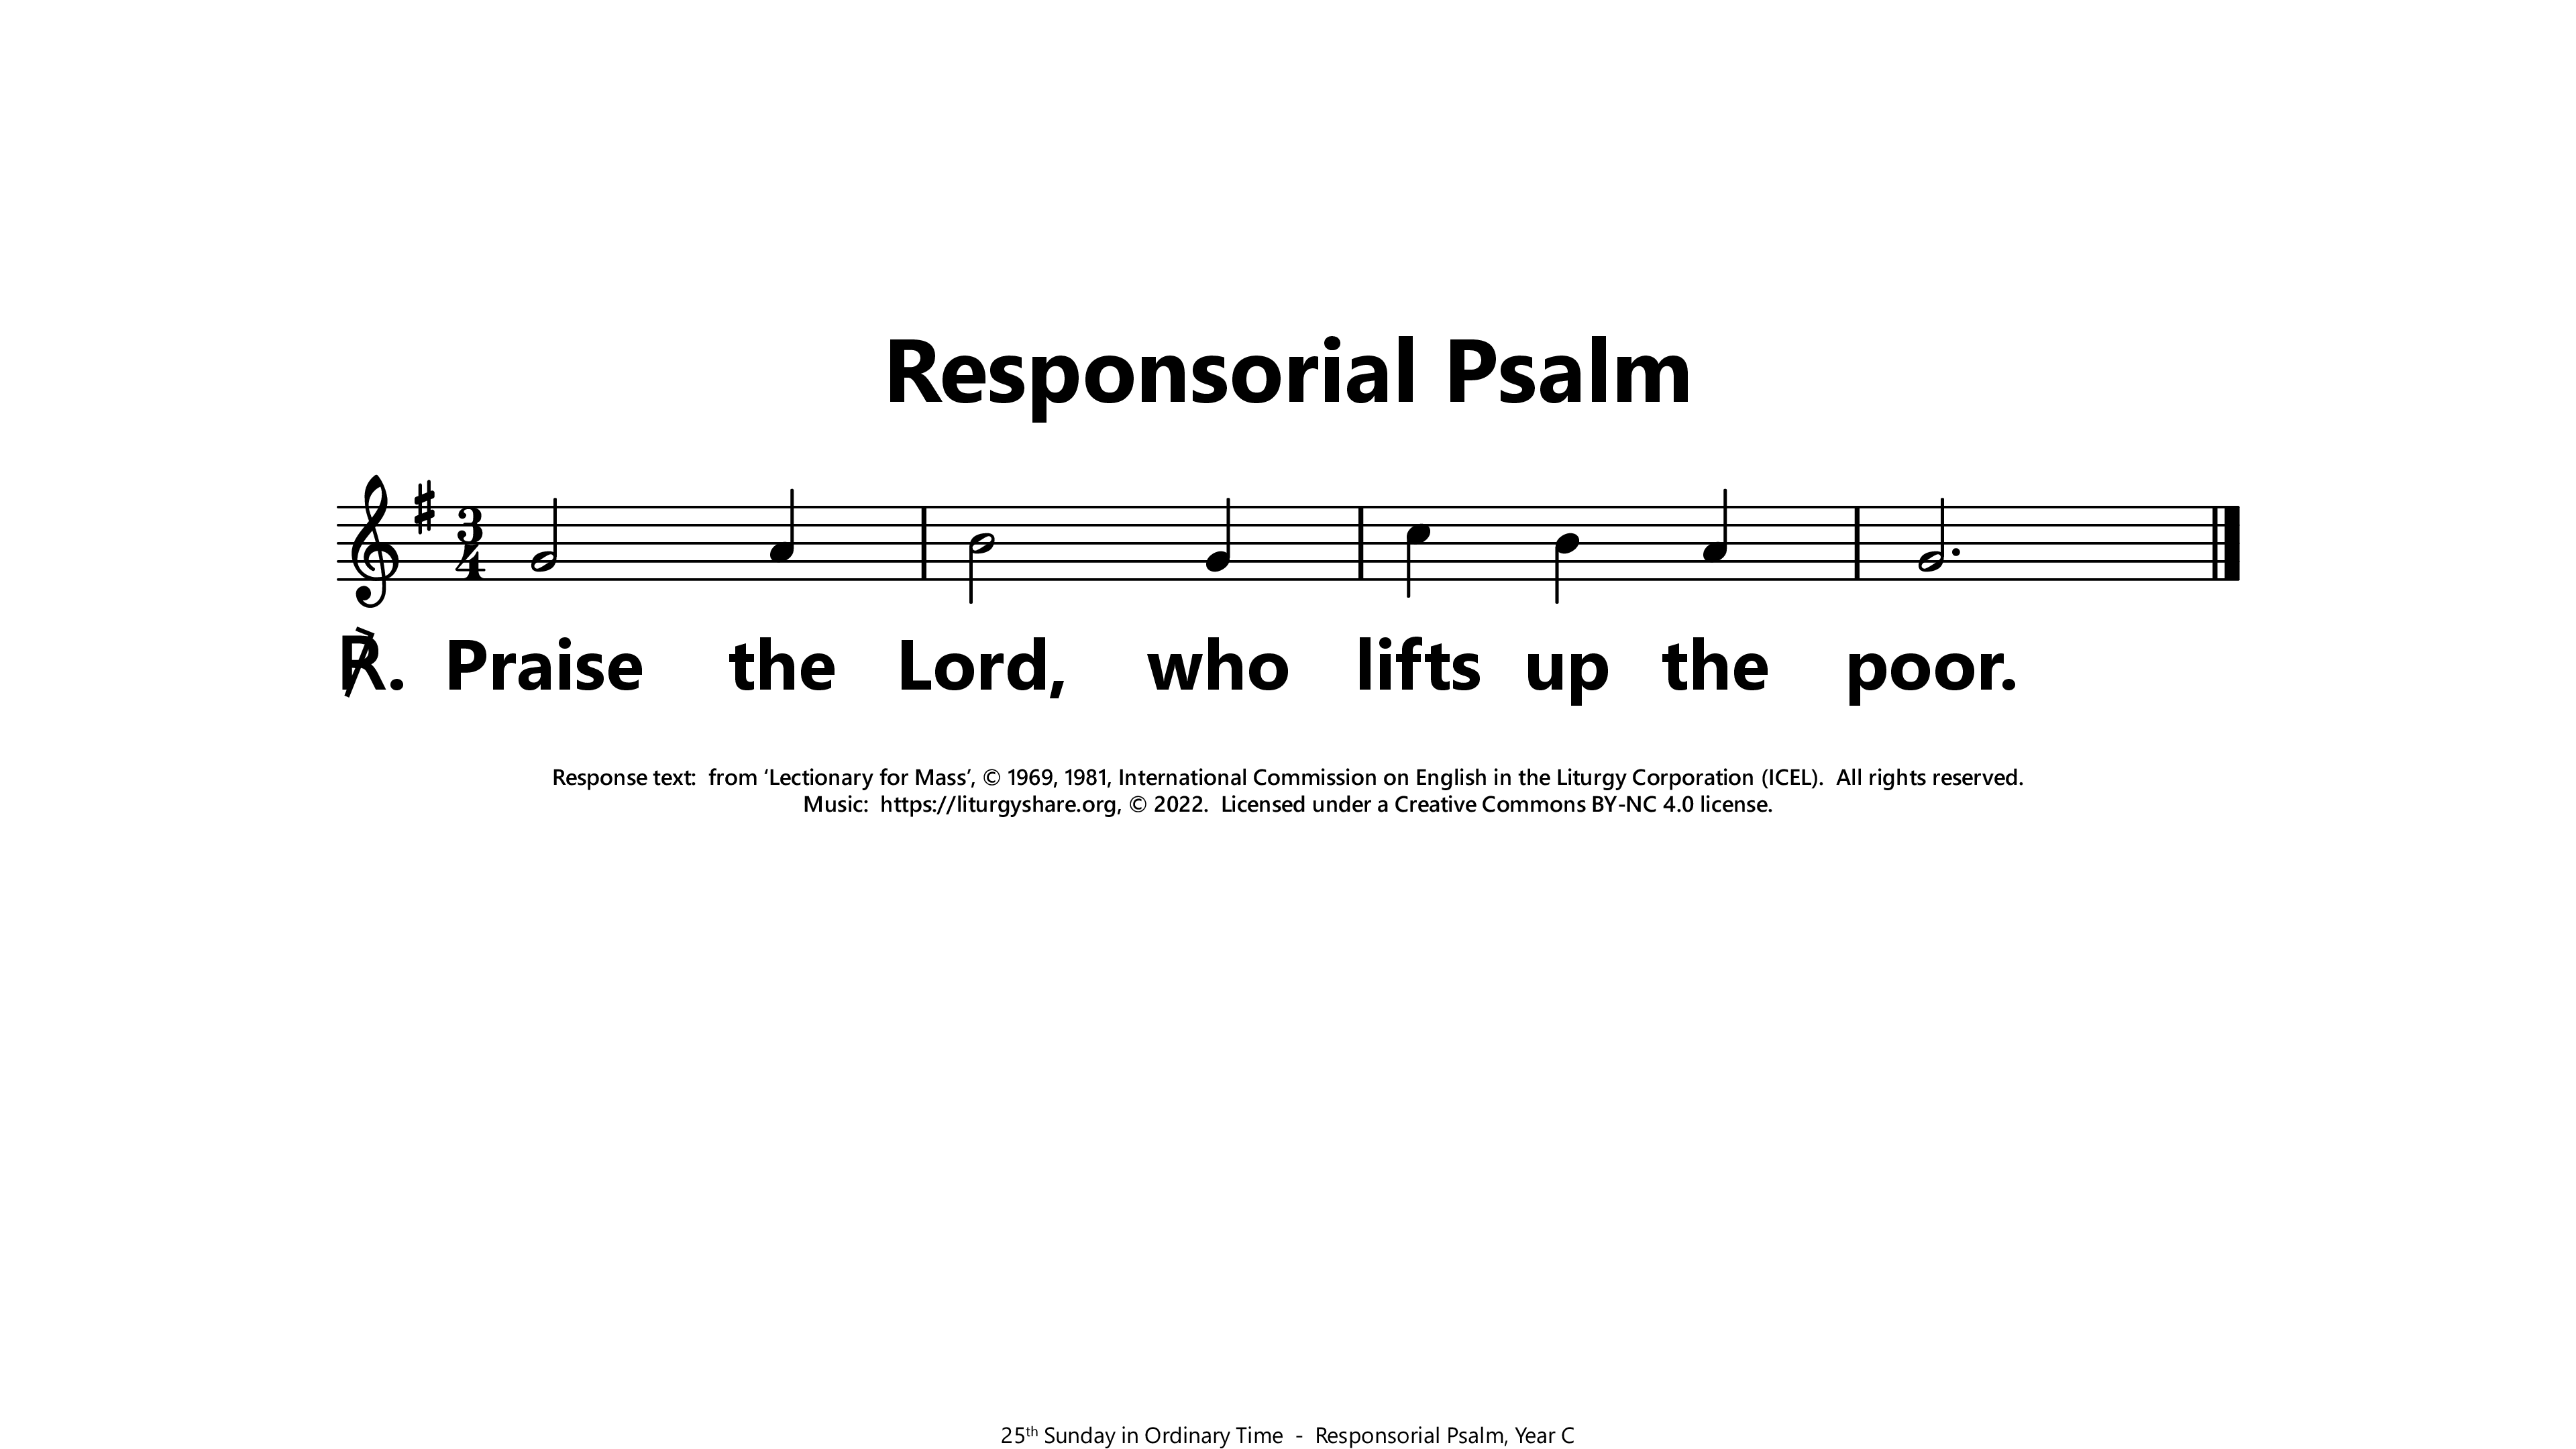 Responsorial Psalm
3
4
℟. Praise the Lord, who lifts up the poor.
Response text:  from ‘Lectionary for Mass’, © 1969, 1981, International Commission on English in the Liturgy Corporation (ICEL).  All rights reserved.
Music:  https://liturgyshare.org, © 2022.  Licensed under a Creative Commons BY-NC 4.0 license.
25th Sunday in Ordinary Time  -  Responsorial Psalm, Year C